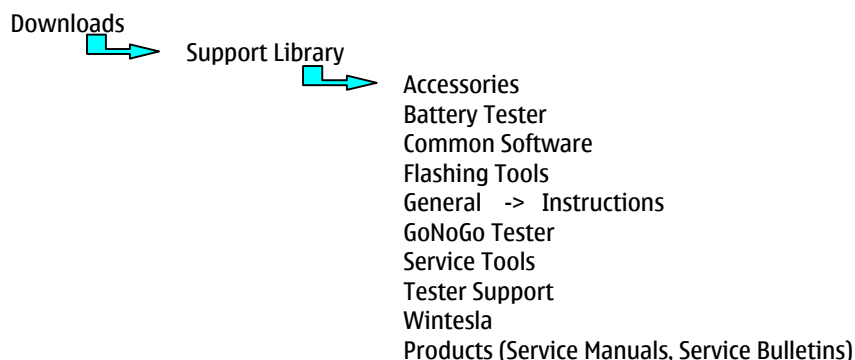 Downloads
Support Library
Accessories
Battery Tester
Common Software
Flashing Tools
General -> Instructions
GoNoGo Tester
Service Tools
Tester Support
Wintesla
Products (Service Manuals, Service Bulletins)